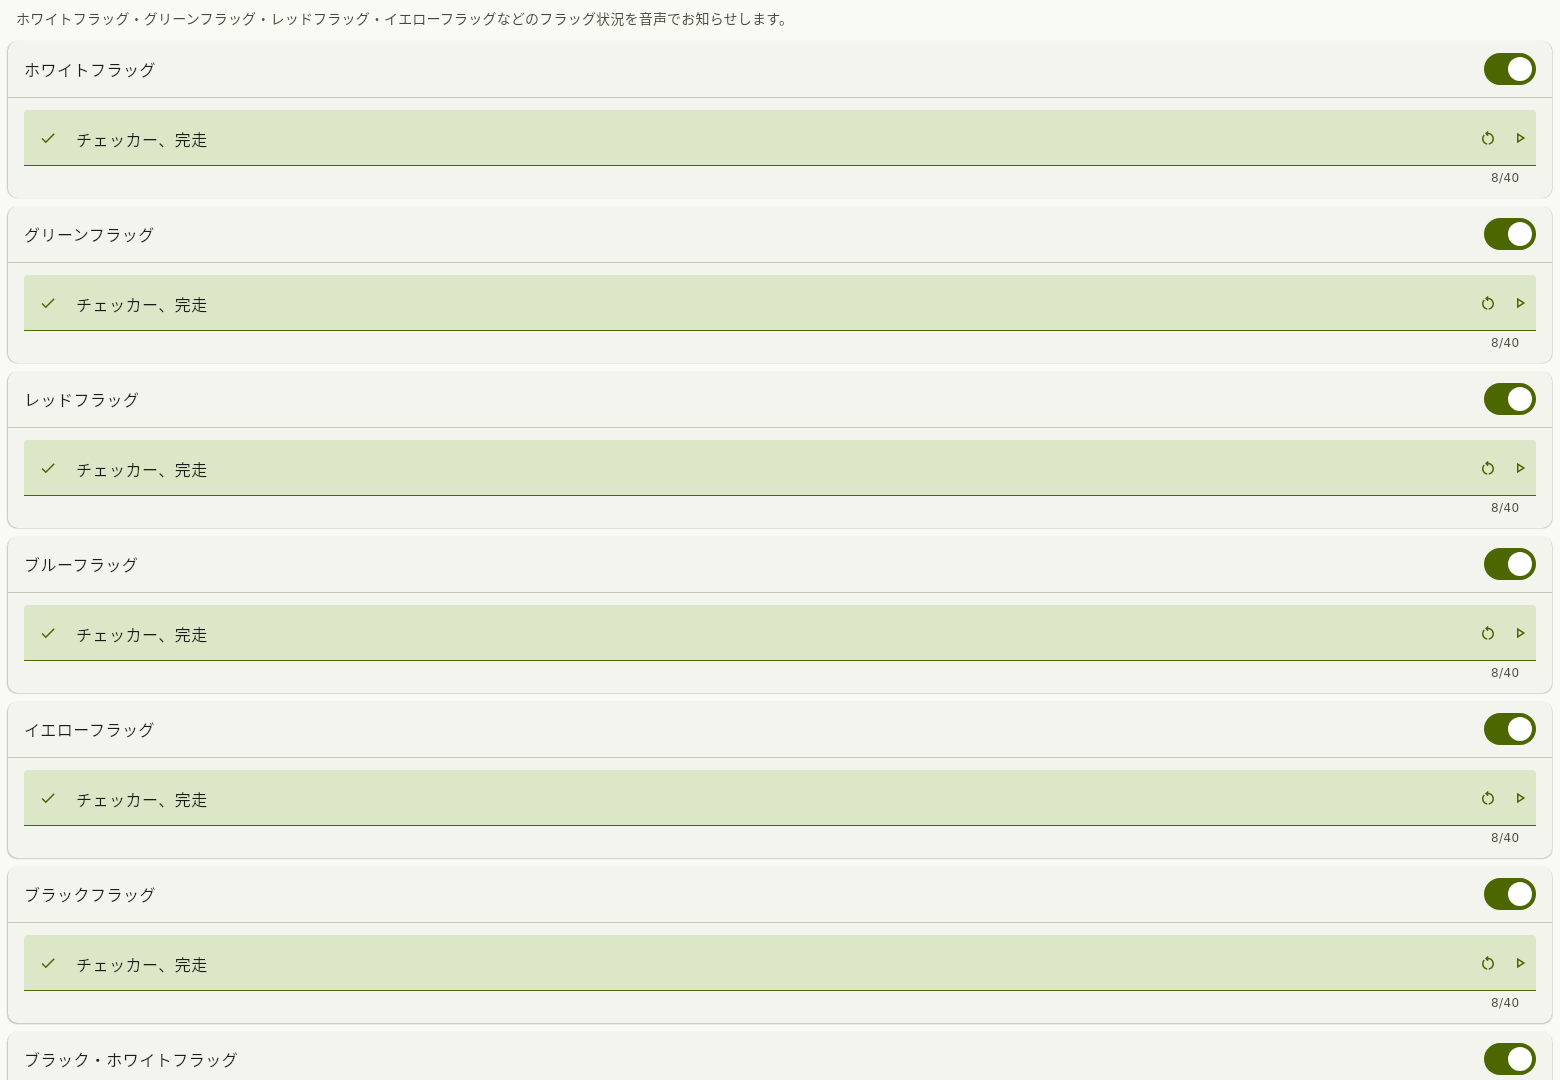 ホワイトフラッグ・グリーンフラッグ・レッドフラッグ・イエローフラッグなどのフラッグ状況を音声でお知らせします。
ホワイトフラッグ
チェッカー、完走
8/40
グリーンフラッグ
チェッカー、完走
8/40
レッドフラッグ
チェッカー、完走
8/40
ブルーフラッグ
チェッカー、完走
8/40
イエローフラッグ
チェッカー、完走
8/40
ブラックフラッグ
チェッカー、完走
8/40
ブラック・ホワイトフラッグ